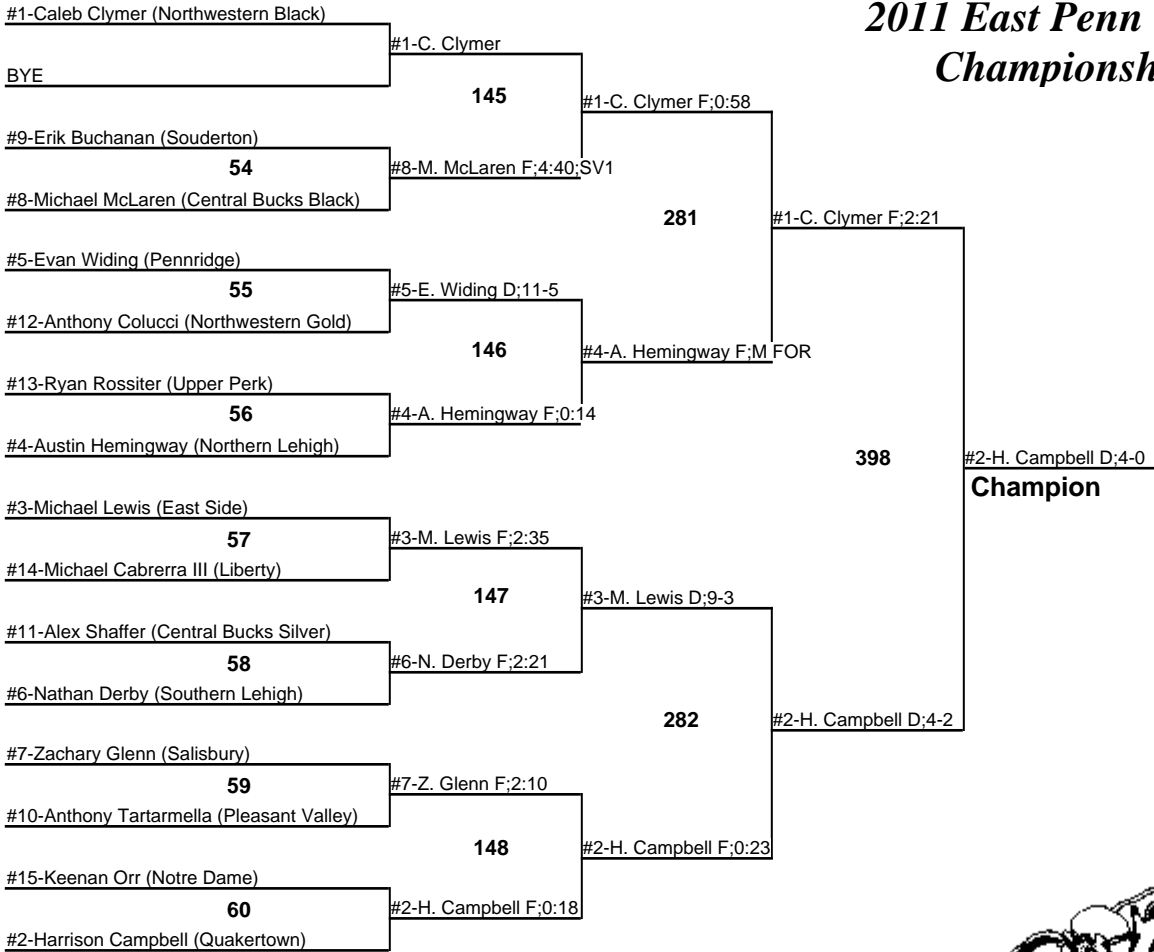 2011 East Penn
Championsh
#1-Caleb Clymer (Northwestern Black)
#1-C. Clymer
BYE
145
#1-C. Clymer F;0:58
#9-Erik Buchanan (Souderton)
54
#8-M. McLaren F;4:40;SV1
#8-Michael McLaren (Central Bucks Black)
281
#1-C. Clymer F;2:21
#5-Evan Widing (Pennridge)
55
#5-E. Widing D;11-5
#12-Anthony Colucci (Northwestern Gold)
146
#4-A. Hemingway F;M FOR
#13-Ryan Rossiter (Upper Perk)
56
#4-A. Hemingway F;0:14
#4-Austin Hemingway (Northern Lehigh)
398
#2-H. Campbell D;4-0
Champion
#3-Michael Lewis (East Side)
57
#3-M. Lewis F;2:35
#14-Michael Cabrerra III (Liberty)
147
#3-M. Lewis D;9-3
#11-Alex Shaffer (Central Bucks Silver)
58
#6-N. Derby F;2:21
#6-Nathan Derby (Southern Lehigh)
282
#2-H. Campbell D;4-2
#7-Zachary Glenn (Salisbury)
59
#7-Z. Glenn F;2:10
#10-Anthony Tartarmella (Pleasant Valley)
148
#2-H. Campbell F;0:23
#15-Keenan Orr (Notre Dame)
60
#2-H. Campbell F;0:18
#2-Harrison Campbell (Quakertown)